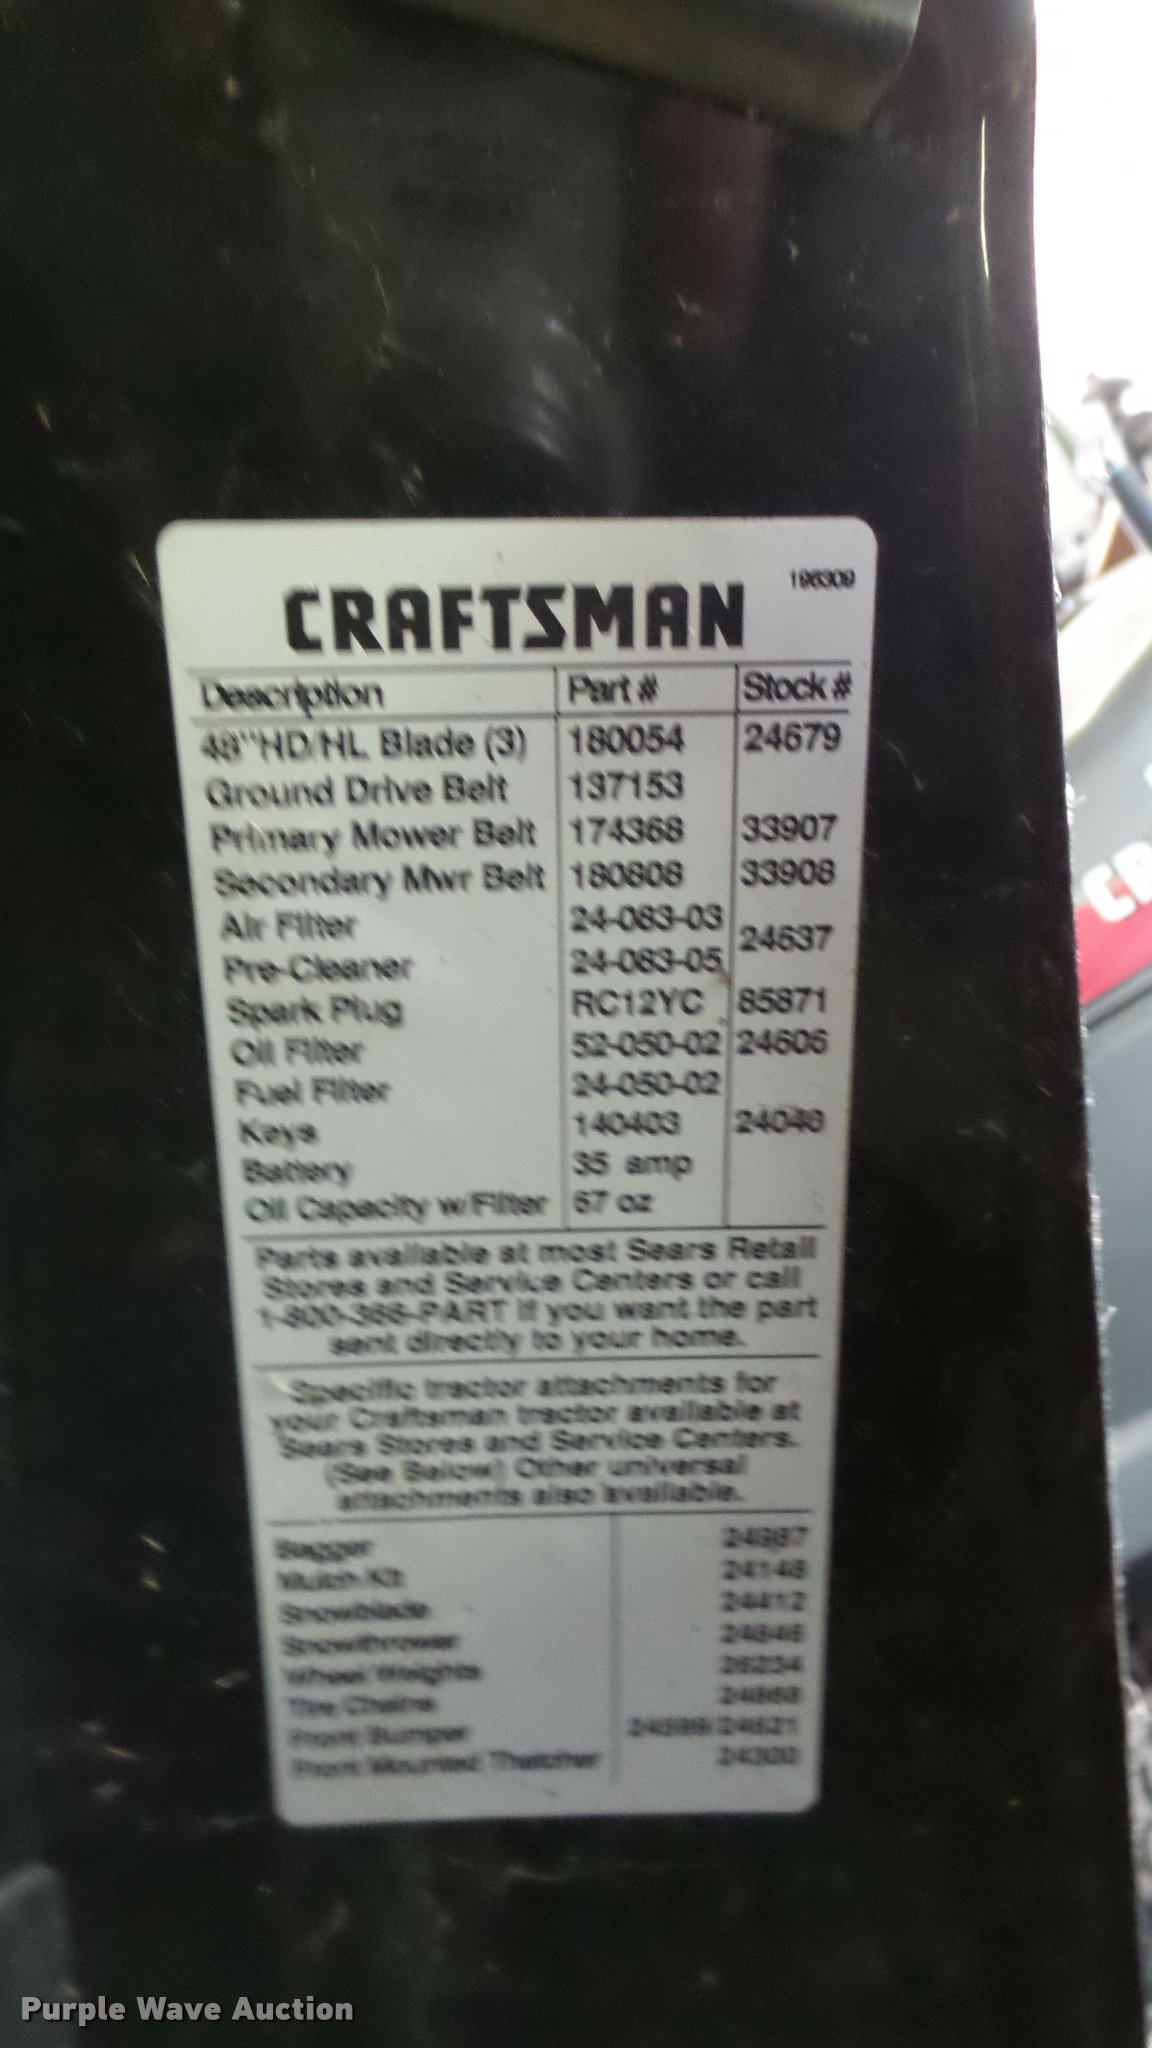 196309
CRAFTSMAN
Description Part # Stock #
48"HD/HL Blade (3) 180054 24679
Ground Drive Belt 137153
Primary Mower Belt 174368 33907
Secondary Mwr Belt 180808 33908
Air Filter 24-083-03
24637
Pre-Cleaner 24-083-05
Spark Plug RC12YC 85871
Oil Filter 52-050-02 24606
Fuel Filter 24-050-02
Keys 140403
Battery 35 amp
Oil Capacity w/Filter 67 oz
Parts available at most Sears Retail
Stores and Service Centers or call
1-800-366-PART if you want the part
sent directly to your home.
Specific tractor attachments for
your Craftsman tractor available at
Sears Stores and Service Centers.
(See Below) Other universal
attachments also available.
Bagger
Mulch Kit 24148
Snowblade 24412
Snowthrower
Wheel Weights 26234
Tire Chains
Front Bumper
Front Mounted Thatcher 24300
CR
Purple Wave Auction